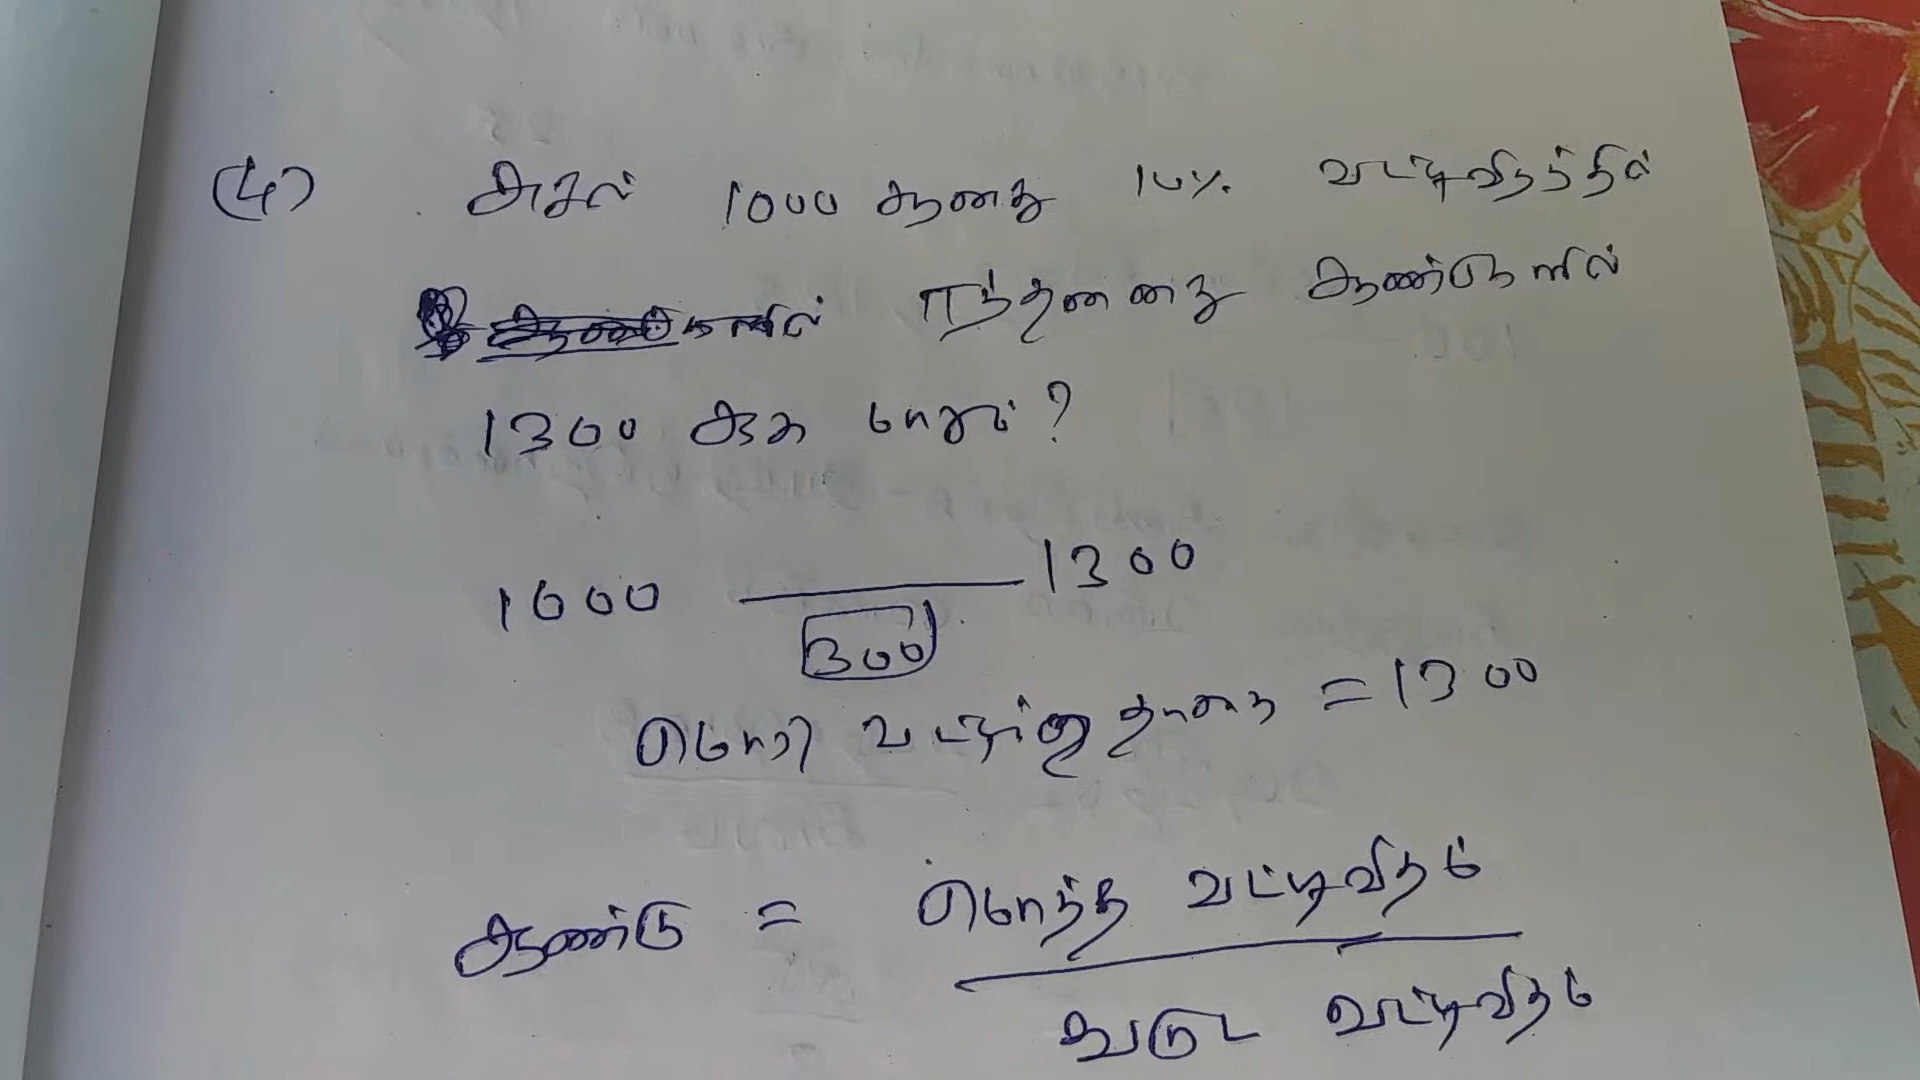 (4) அசல் 1000 ஆனது 10% வட்டிவிதத்தில்
எத்தனை ஆண்டுகளில்
1300 ஆக மாறும்?
1000 1300
300
வட்டி தொகை = 1300
ஆண்டு = மொத்த வட்டிவிதம்
வருட வட்டிவிதம்